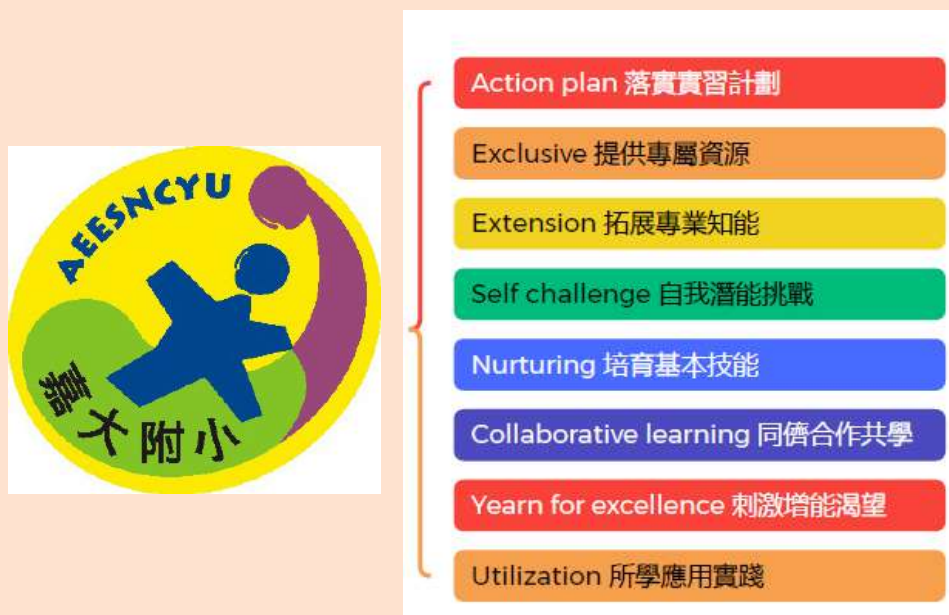 AEESNCYU
嘉大附小
Action plan 落實實習計劃
Exclusive 提供專屬資源
Extension 拓展專業知能
Self challenge 自我潛能挑戰
Nurturing 培育基本技能
Collaborative learning 同儕合作共學
Yearn for excellence 刺激增能渴望
Utilization 所學應用實踐